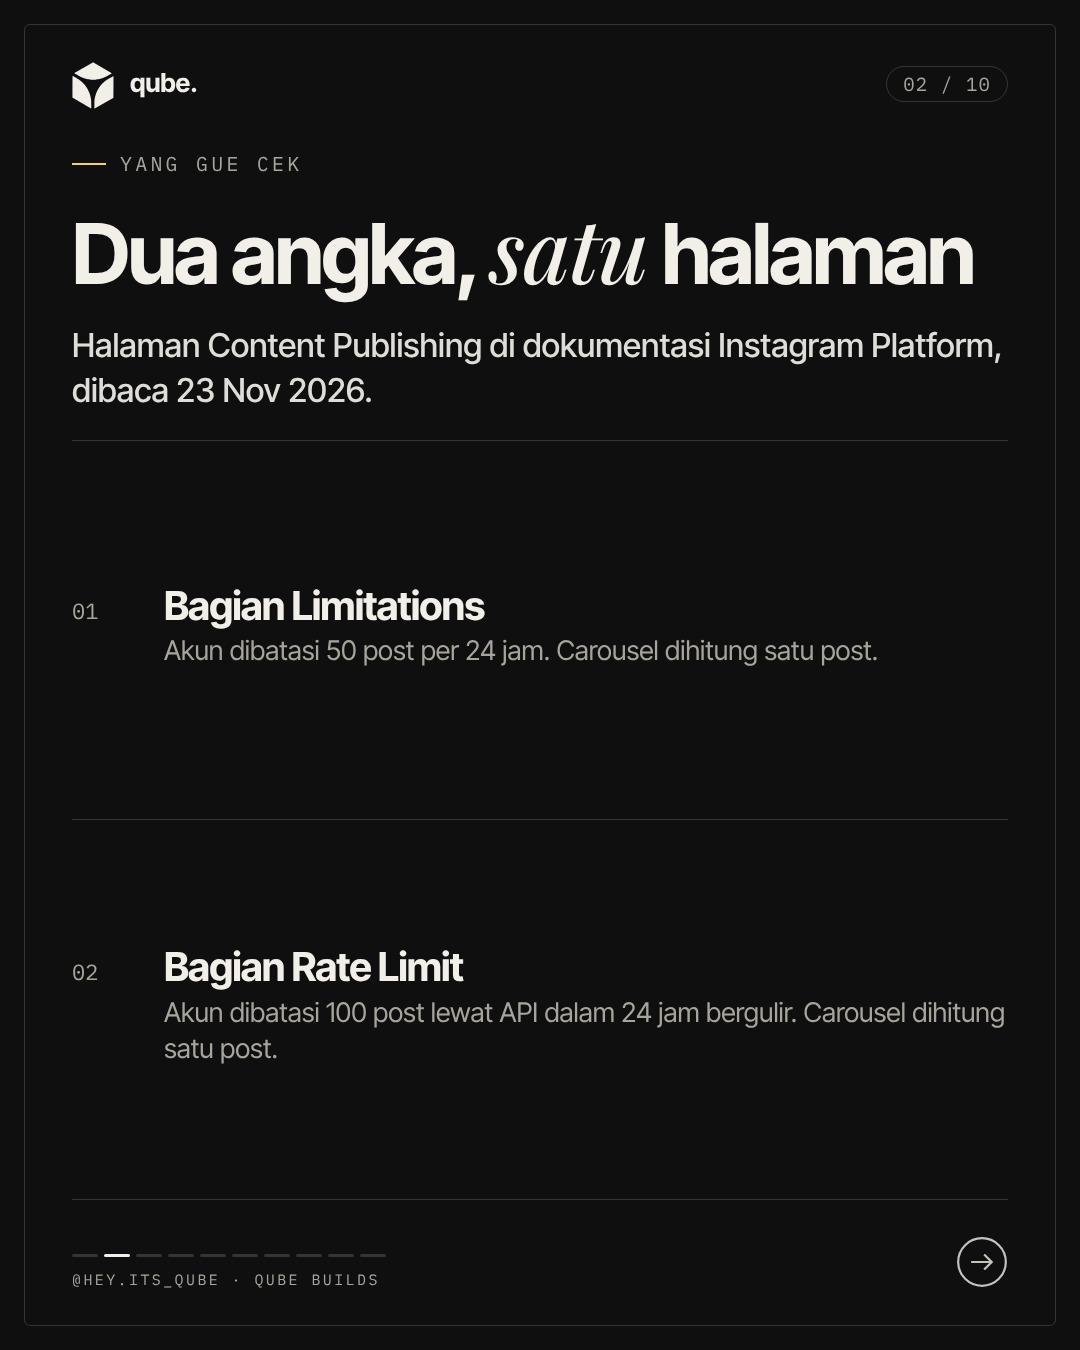 qube.
02 / 10
YANG GUE CEK
Dua angka, satu halaman
Halaman Content Publishing di dokumentasi Instagram Platform,
dibaca 23 Nov 2026.
01
Bagian Limitations
Akun dibatasi 50 post per 24 jam. Carousel dihitung satu post.
02
Bagian Rate Limit
Akun dibatasi 100 post lewat API dalam 24 jam bergulir. Carousel dihitung
satu post.
@HEY.ITS_QUBE · QUBE BUILDS